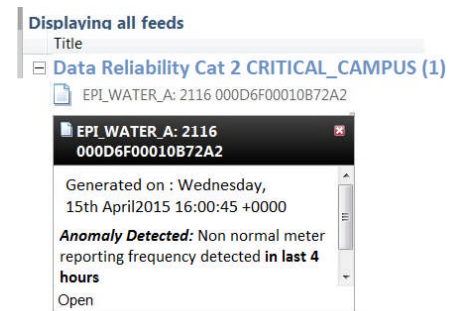 Displaying all feeds
Title
Data Reliability Cat 2 CRITICAL_CAMPUS (1)
EPI_WATER_A: 2116 000D6F00010B72A2
EPI_WATER_A: 2116
000D6F00010B72A2
Generated on : Wednesday,
15th April2015 16:00:45 +0000
Anomaly Detected: Non normal meter
reporting frequency detected in last 4
hours
Open